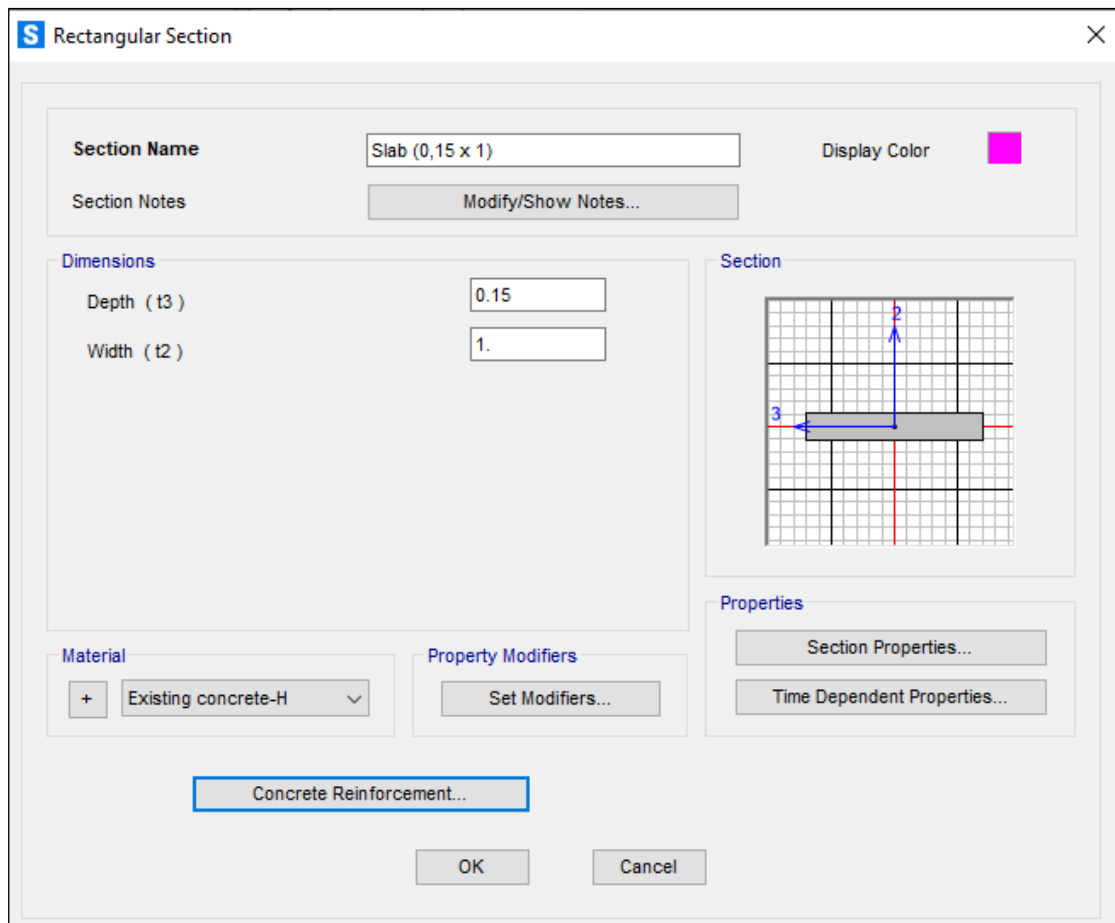 S Rectangular Section
Section Name
Slab (0,15 x 1)
Display Color
Section Notes
Modify/Show Notes...
Dimensions
Depth ( t3 )
0.15
Width ( t2 )
1.
Section
2
3
Properties
Section Properties...
Time Dependent Properties...
Material
+
Existing concrete-H
Property Modifiers
Set Modifiers...
Concrete Reinforcement...
OK
Cancel